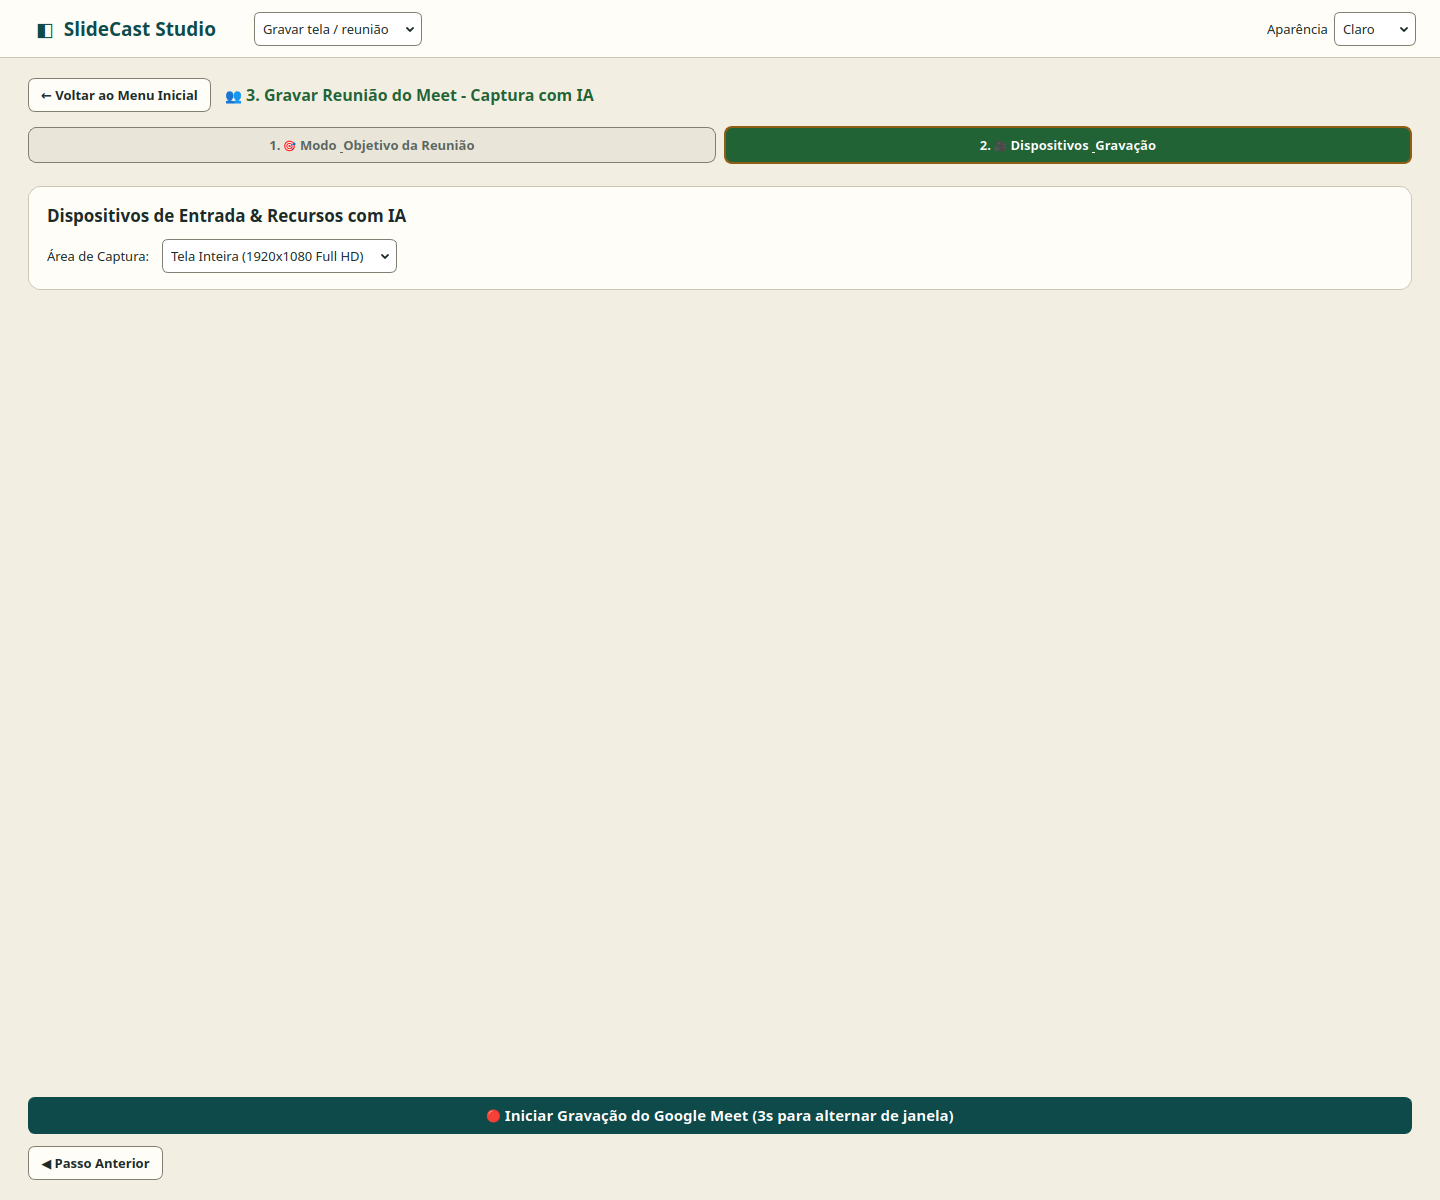 SlideCast Studio
Gravar tela / reunião
Aparência
Claro
← Voltar ao Menu Inicial
👥 3. Gravar Reunião do Meet - Captura com IA
1. 🎯 Modo _Objetivo da Reunião
2. 🎥 Dispositivos _Gravação
Dispositivos de Entrada & Recursos com IA
Área de Captura:
Tela Inteira (1920x1080 Full HD)
🔴 Iniciar Gravação do Google Meet (3s para alternar de janela)
◀ Passo Anterior